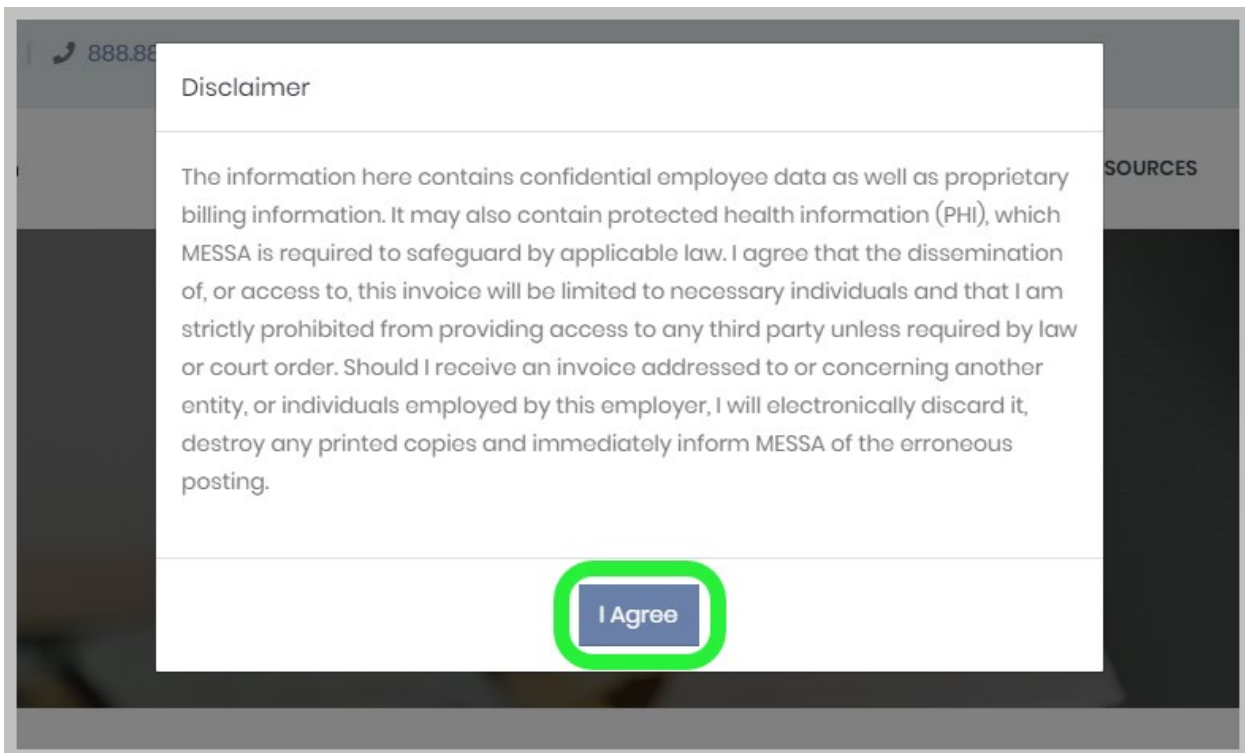 888.88
Disclaimer
SOURCES
The information here contains confidential employee data as well as proprietary
billing information. It may also contain protected health information (PHI), which
MESSA is required to safeguard by applicable law. I agree that the dissemination
of, or access to, this invoice will be limited to necessary individuals and that I am
strictly prohibited from providing access to any third party unless required by law
or court order. Should I receive an invoice addressed to or concerning another
entity, or individuals employed by this employer, I will electronically discard it,
destroy any printed copies and immediately inform MESSA of the erroneous
posting.
I Agree